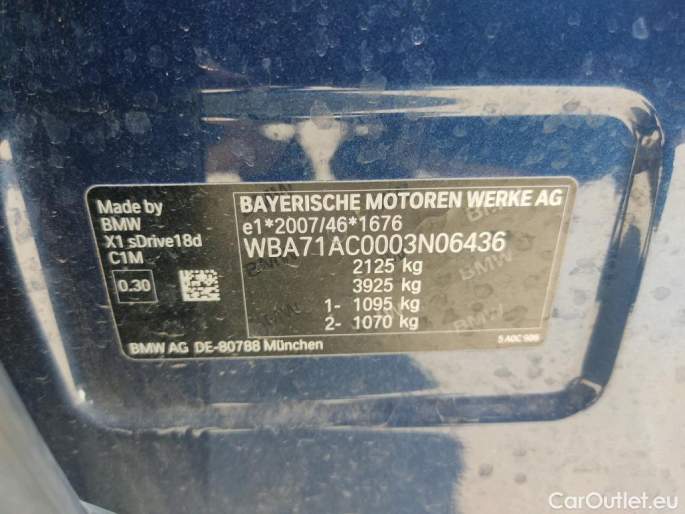 Made by
BMW
X1 sDrive18d
C1M
0.30
BAYERISCHE MOTOREN WERKE AG
e1*2007/46*1676
WBA71AC0003N06436
2125 kg
3925 kg
1- 1095 kg
2- 1070 kg
BMW AG DE-80788 München
CarOutlet.eu